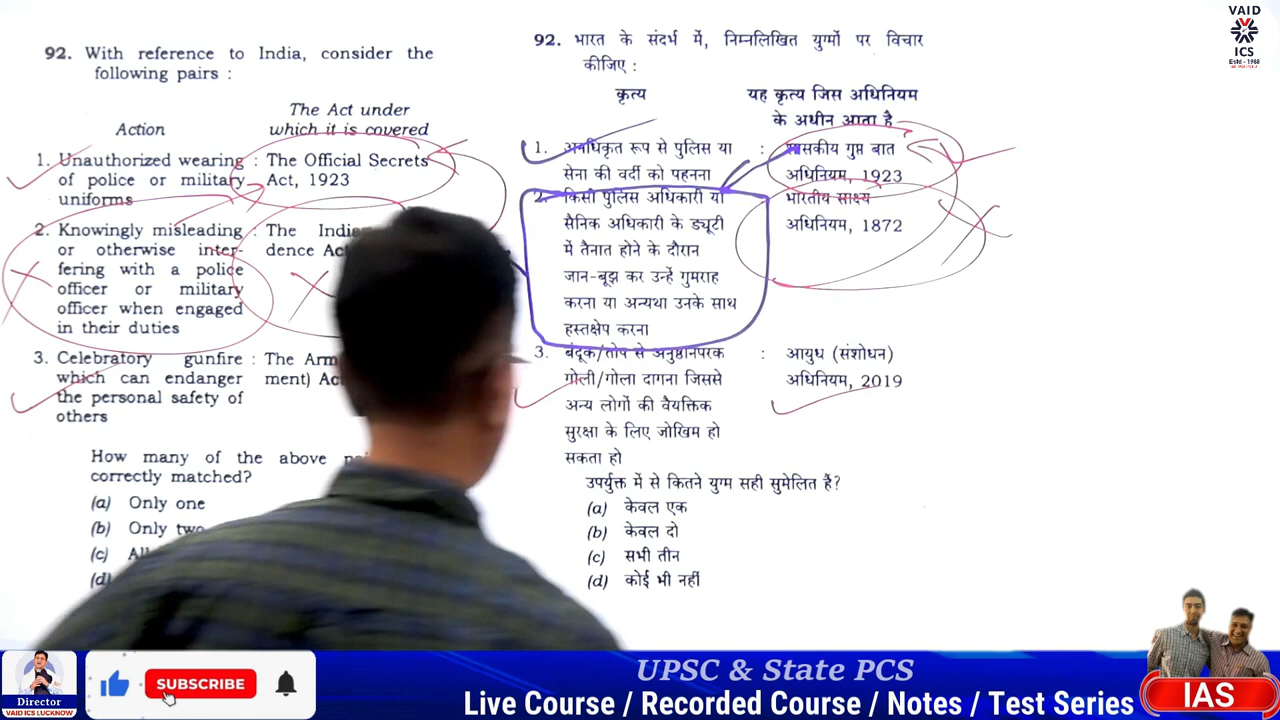 92. With reference to India, consider the
following pairs :
Action
The Act under
which it is covered
1. Unauthorized wearing : The Official Secrets
of police or military Act, 1923
uniforms
2. Knowingly misleading : The
or otherwise inter- dence
fering with a police
officer or military
officer when engaged
in their duties
3. Celebratory gunfire : The
which can endanger ment)
the personal safety of
others
How many of the above
correctly matched?
(a) Only one
(b) Only
(c)
(d)
92. भारत के संदर्भ में, निम्नलिखित युग्मों पर विचार
कीजिए :
कृत्य
यह कृत्य जिस अधिनियम
के अधीन आता है
1. अनधिकृत रूप से पुलिस या : शासकीय गुप्त बात
सेना की वर्दी को पहनना अधिनियम, 1923
2. किसी पुलिस अधिकारी या भारतीय साक्ष्य
सैनिक अधिकारी के ड्यूटी अधिनियम, 1872
में तैनात होने के दौरान
जान-बूझ कर उन्हें गुमराह
करना या अन्यथा उनके साथ
हस्तक्षेप करना
3. बंदूक/तोप से अनुष्ठानपरक : आयुध (संशोधन)
गोली/गोला दागना जिससे अधिनियम, 2019
अन्य लोगों की वैयक्तिक
सुरक्षा के लिए जोखिम हो
सकता हो
उपर्युक्त में से कितने युग्म सही सुमेलित हैं?
(a) केवल एक
(b) केवल दो
(c) सभी तीन
(d) कोई भी नहीं
VAID
ICS
Estd - 1988
Director
VAID ICS LUCKNOW
SUBSCRIBE
UPSC & State PCS
Live Course / Recorded Course / Notes / Test Series
IAS